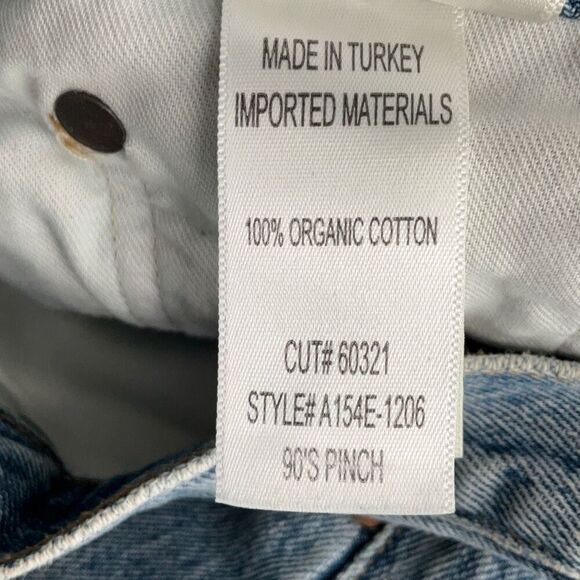 MADE IN TURKEY
IMPORTED MATERIALS
100% ORGANIC COTTON
CUT# 60321
STYLE# A154E-1206
90'S PINCH